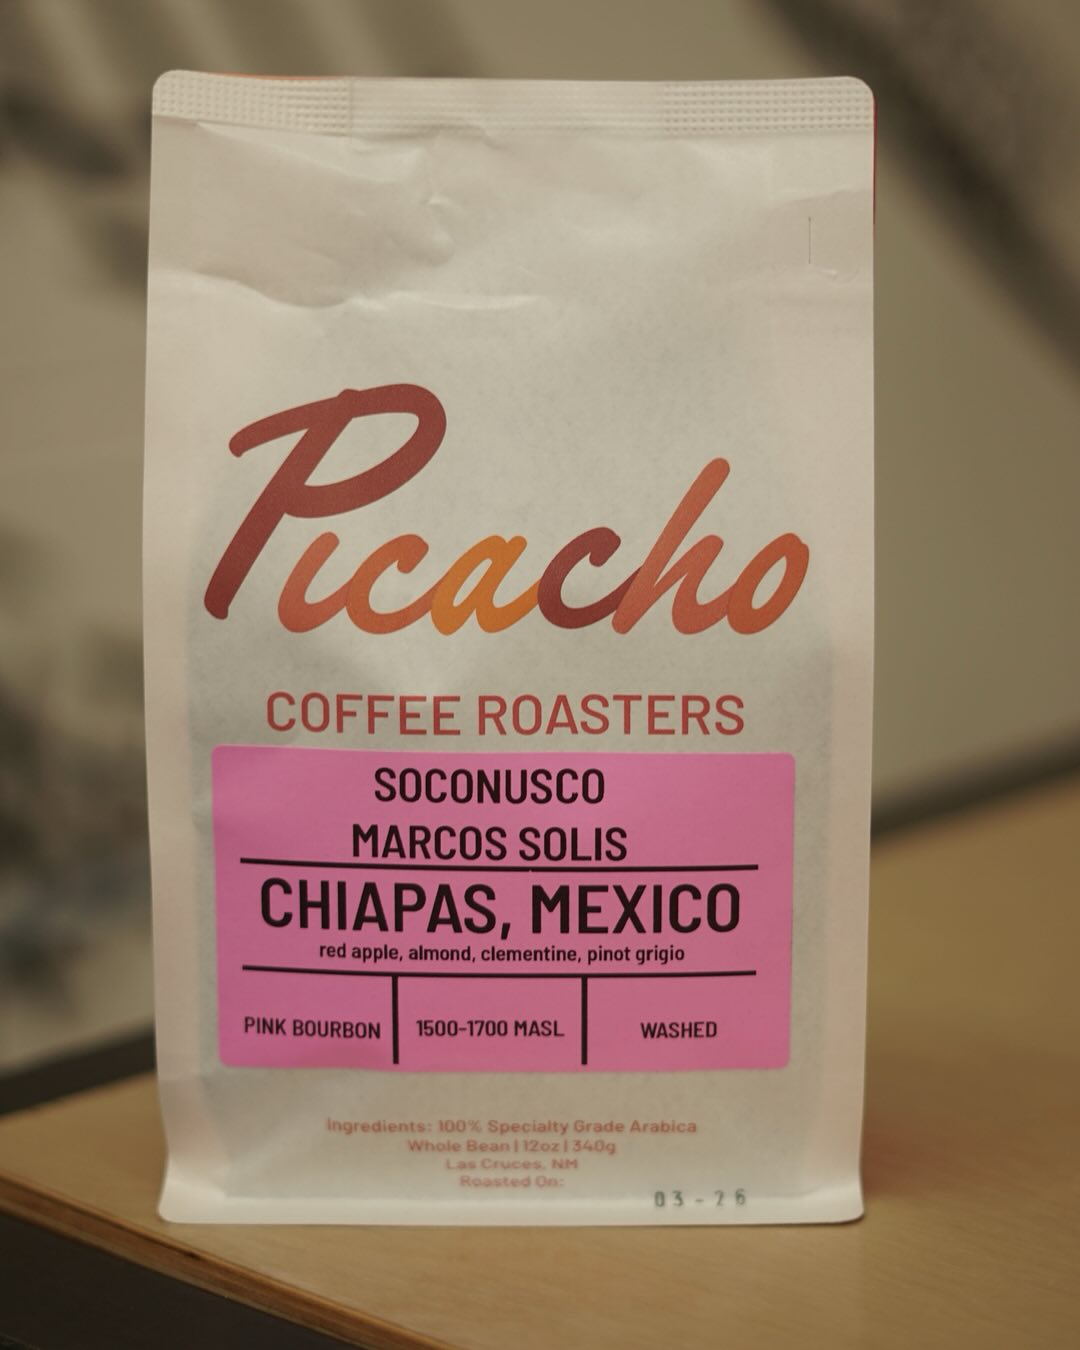 Picacho
COFFEE ROASTERS
SOCONUSCO
MARCOS SOLIS
CHIAPAS, MEXICO
red apple, almond, clementine, pinot grigio
PINK BOURBON
1500-1700 MASL
WASHED
Ingredients: 100% Specialty Grade Arabica
Whole Bean | 12oz | 340g
Las Cruces, NM
Roasted On:
03-26